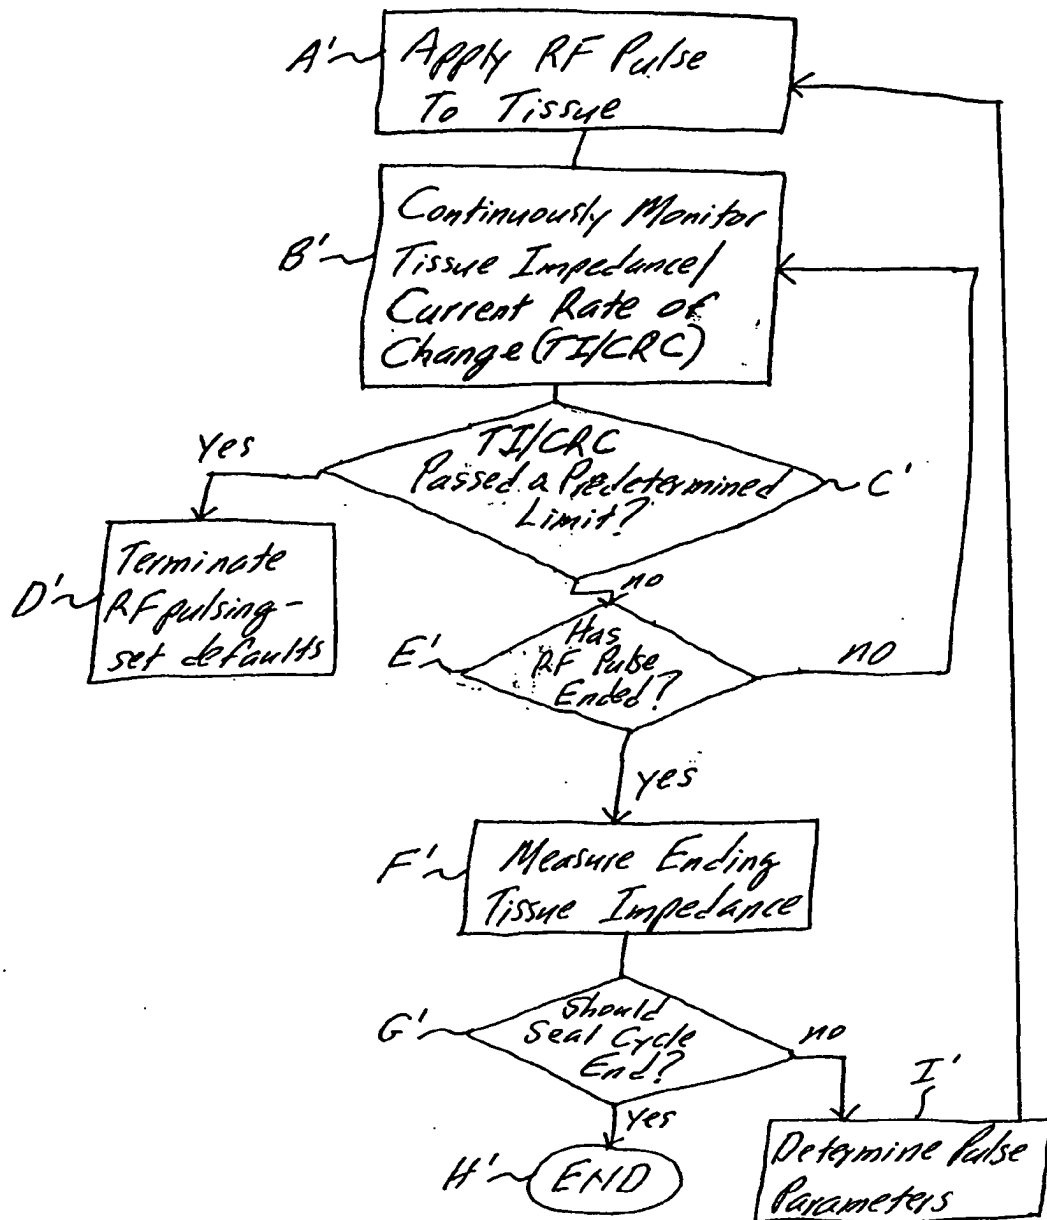 A'
Apply RF Pulse
To Tissue
B'
Continuously Monitor
Tissue Impedance/
Current Rate of
Change (TI/CRC)
TI/CRC
Passed a Predetermined
Limit?
C'
Yes
D'
Terminate
RF pulsing-
set defaults
no
E'
Has
RF Pulse
Ended?
no
yes
F'
Measure Ending
Tissue Impedance
G'
Should
Seal Cycle
End?
no
I'
yes
H'
END
Determine Pulse
Parameters